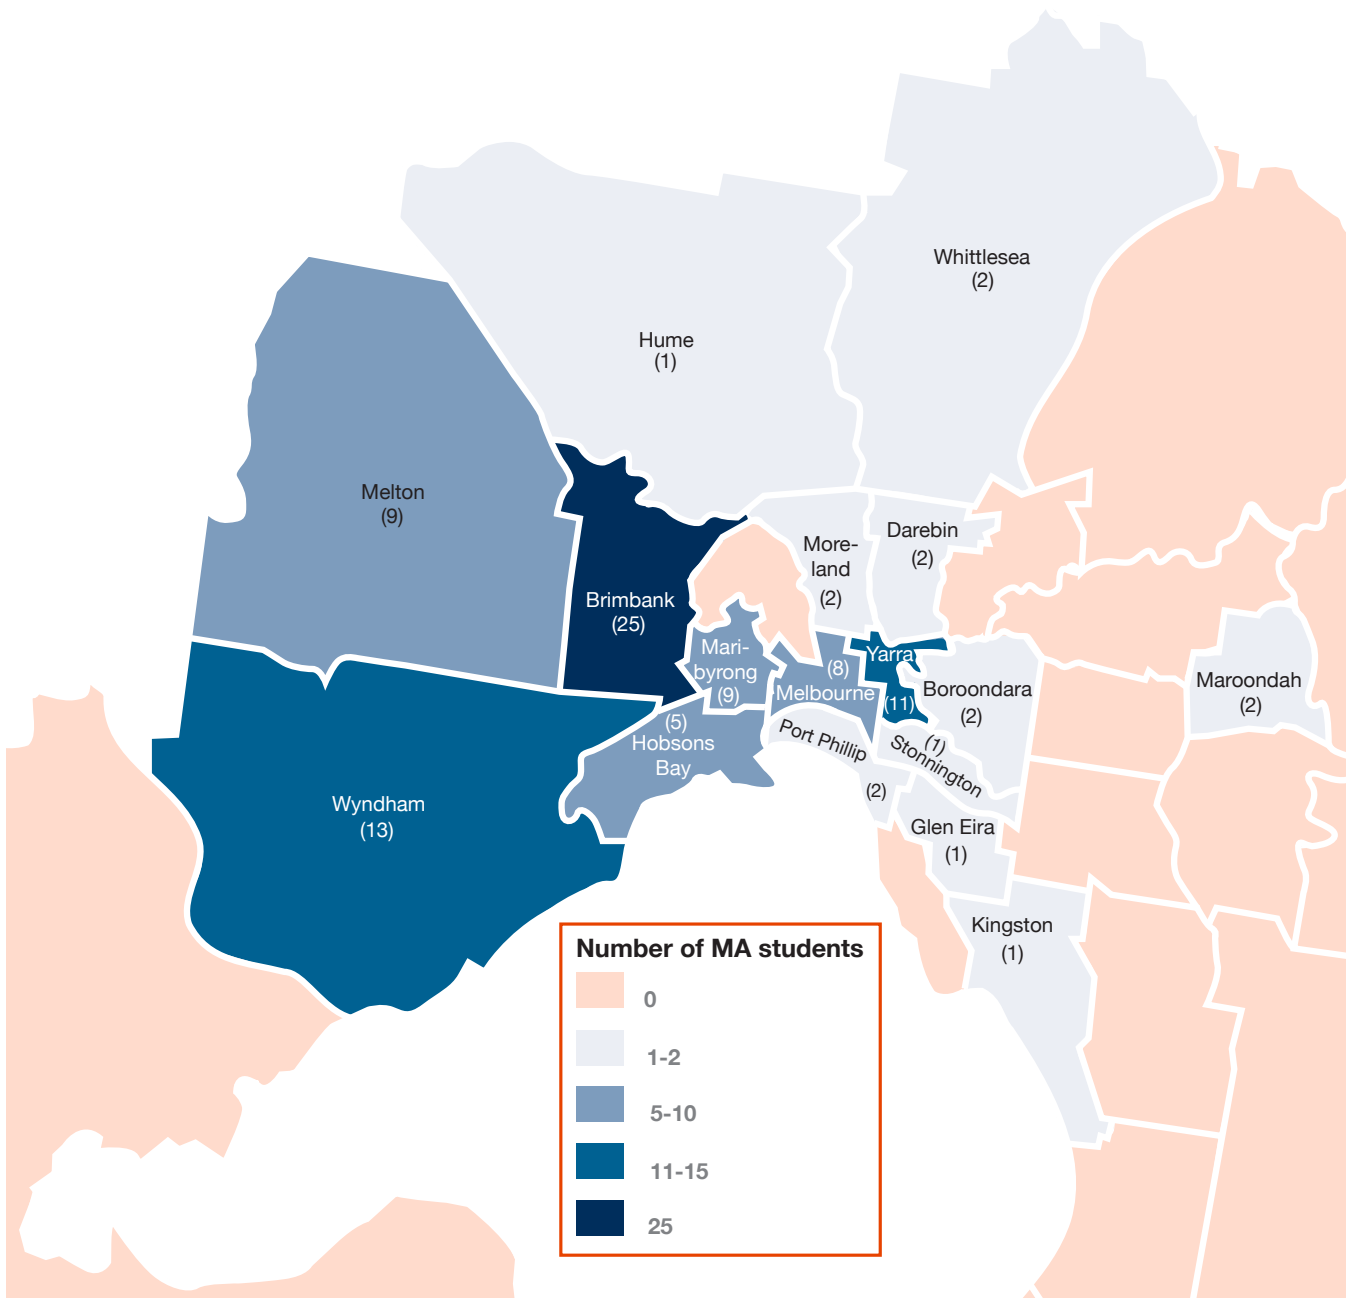 Whittlesea
(2)
Hume
(1)
Melton
(9)
Darebin
(2)
More-
land
(2)
Brimbank
(25)
Mari-
byrong
(9)
(8)
Melbourne
Yarra
(11)
Boroondara
(2)
Maroondah
(2)
(5)
Hobsons
Bay
Port Phillip
(2)
(1)
Stonnington
Wyndham
(13)
Glen Eira
(1)
Kingston
(1)
Number of MA students
0
1-2
5-10
11-15
25